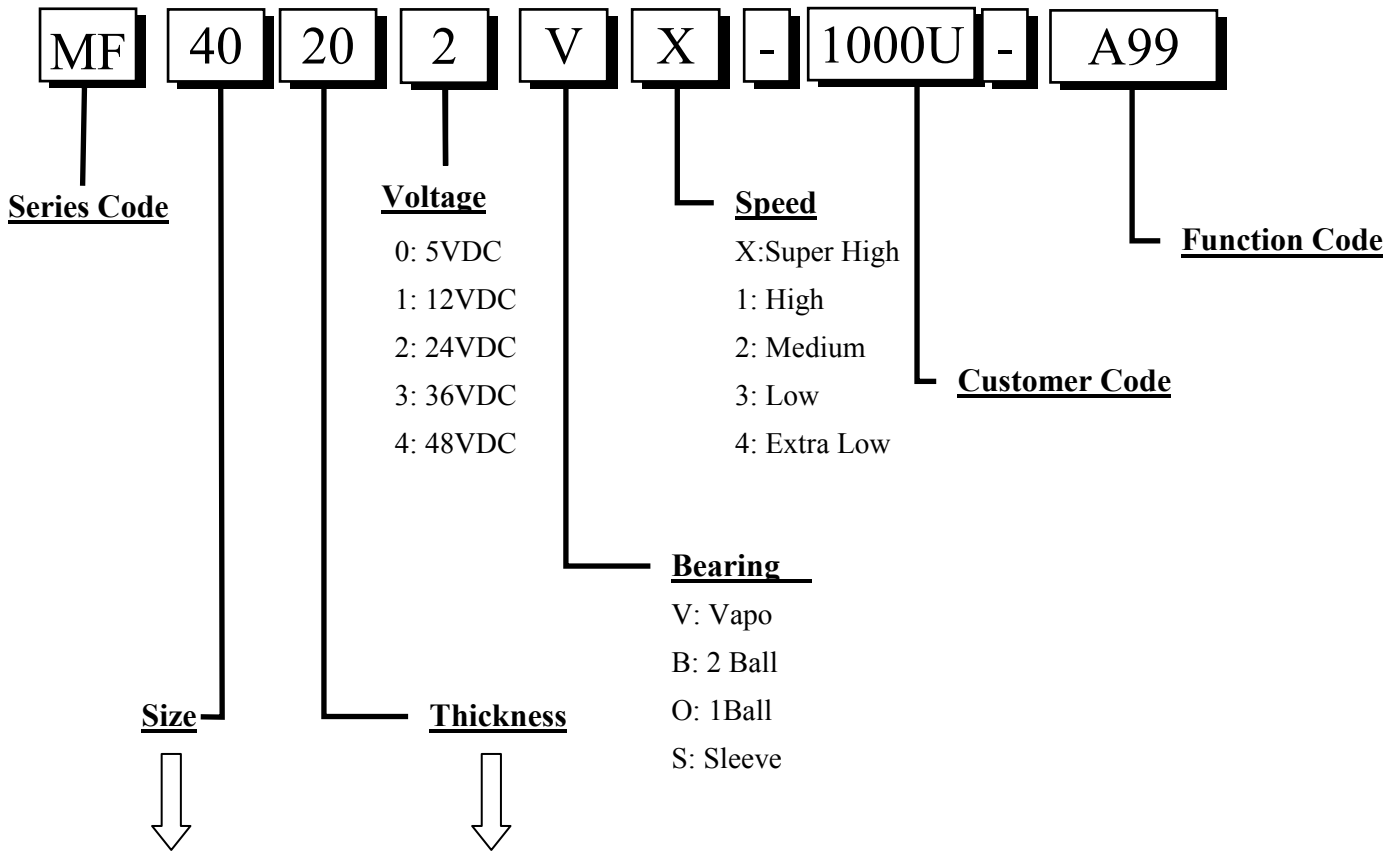 MF 40 20 2 V X - 1000U - A99
Series Code
Voltage
0: 5VDC
1: 12VDC
2: 24VDC
3: 36VDC
4: 48VDC
Speed
X:Super High
1: High
2: Medium
3: Low
4: Extra Low
Function Code
Customer Code
Bearing
V: Vapo
B: 2 Ball
O: 1Ball
S: Sleeve
Size
Thickness